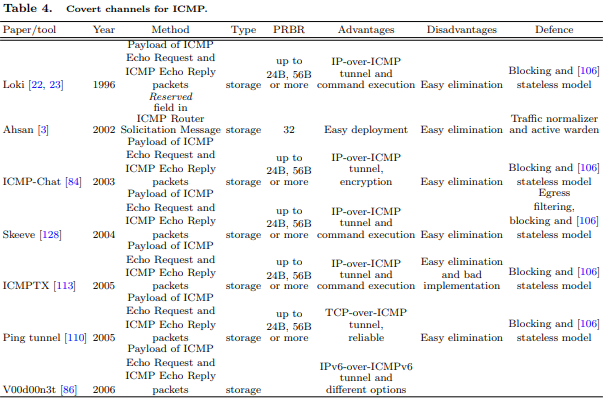 Table 4. Covert channels for ICMP.
Paper/tool Year Method Type PRBR Advantages Disadvantages Defence
Payload of ICMP
Echo Request and up to IP-over-ICMP
ICMP Echo Reply 24B, 56B tunnel and Blocking and [106]
Loki [22, 23] 1996 packets storage or more command execution Easy elimination stateless model
Reserved
field in
ICMP Router Traffic normalizer
Ahsan [3] 2002 Solicitation Message storage 32 Easy deployment Easy elimination and active warden
Payload of ICMP
Echo Request and up to IP-over-ICMP
ICMP Echo Reply 24B, 56B tunnel, Blocking and [106]
ICMP-Chat [84] 2003 packets storage or more encryption Easy elimination stateless model
Payload of ICMP Egress
Echo Request and up to IP-over-ICMP filtering,
ICMP Echo Reply 24B, 56B tunnel and blocking and [106]
Skeeve [128] 2004 packets storage or more command execution Easy elimination stateless model
Payload of ICMP
Echo Request and up to IP-over-ICMP Easy elimination
ICMP Echo Reply 24B, 56B tunnel and and bad Blocking and [106]
ICMPTX [113] 2005 packets storage or more command execution implementation stateless model
Payload of ICMP
Echo Request and up to TCP-over-ICMP
ICMP Echo Reply 24B, 56B tunnel, Blocking and [106]
Ping tunnel [110] 2005 packets storage or more reliable Easy elimination stateless model
Payload of ICMP
Echo Request and IPv6-over-ICMPv6
ICMP Echo Reply tunnel and
V00d00n3t [86] 2006 packets storage different options